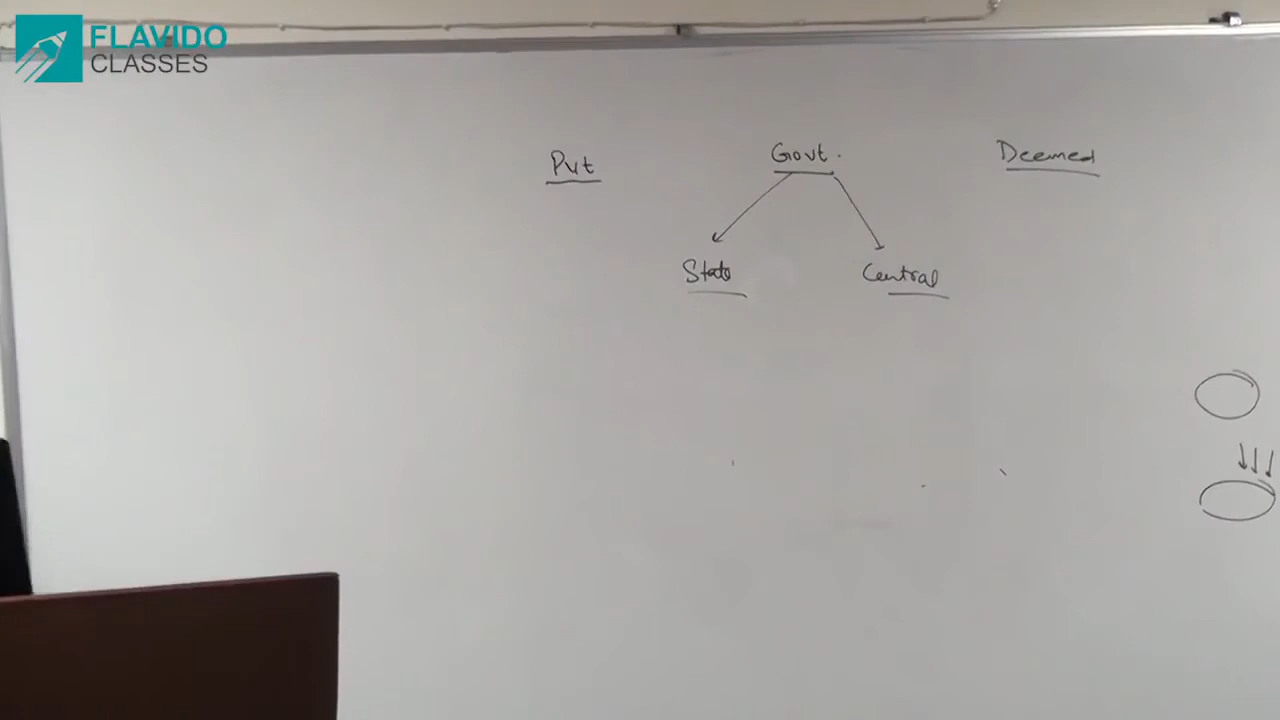 FLAVIDO
CLASSES
Pvt
Govt.
Deemed
State
Central